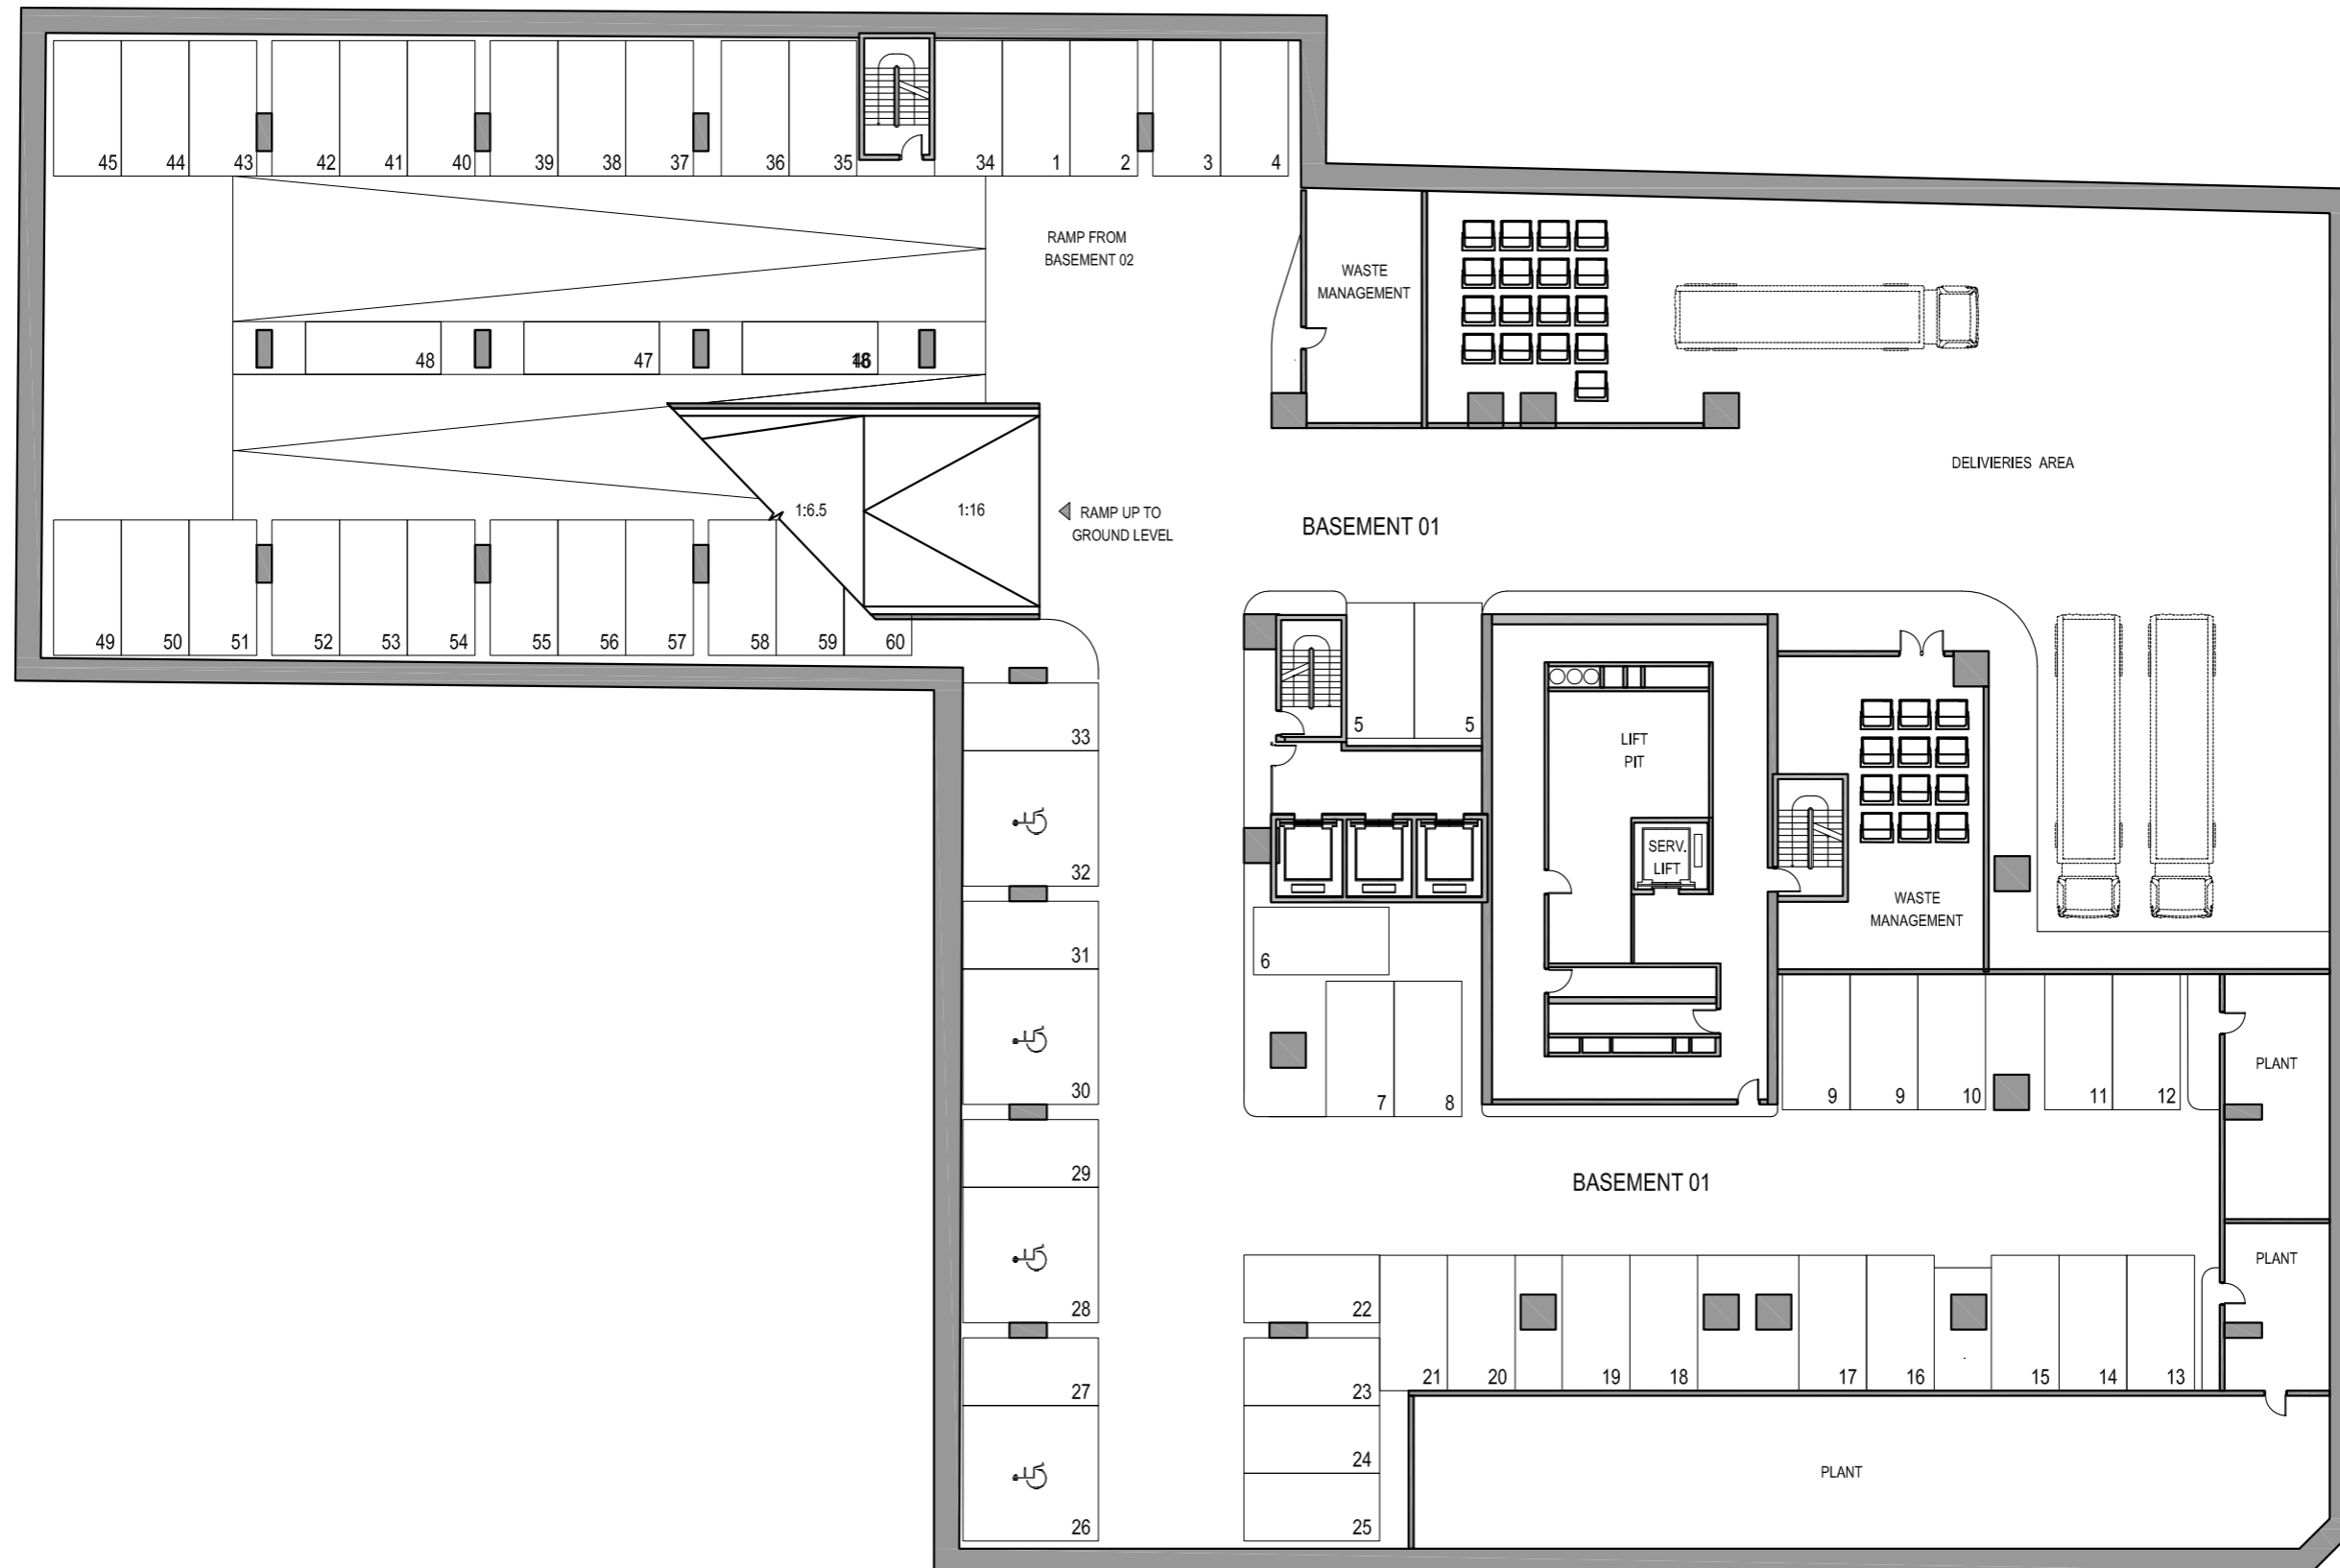 45 44 43 42 41 40 39 38 37 36 35 34 1 2 3 4
RAMP FROM
BASEMENT 02
WASTE
MANAGEMENT
48 47
DELIVIERIES AREA
1:6.5 1:16
RAMP UP TO
GROUND LEVEL
BASEMENT 01
49 50 51 52 53 54 55 56 57 58 59 60
33
5 5
LIFT
PIT
32
SERV.
LIFT
WASTE
MANAGEMENT
31
6
30
7 8
9 9 10 11 12
PLANT
29
BASEMENT 01
PLANT
28
22
27
23
21 20 19 18 17 16 15 14 13
24
PLANT
26
25